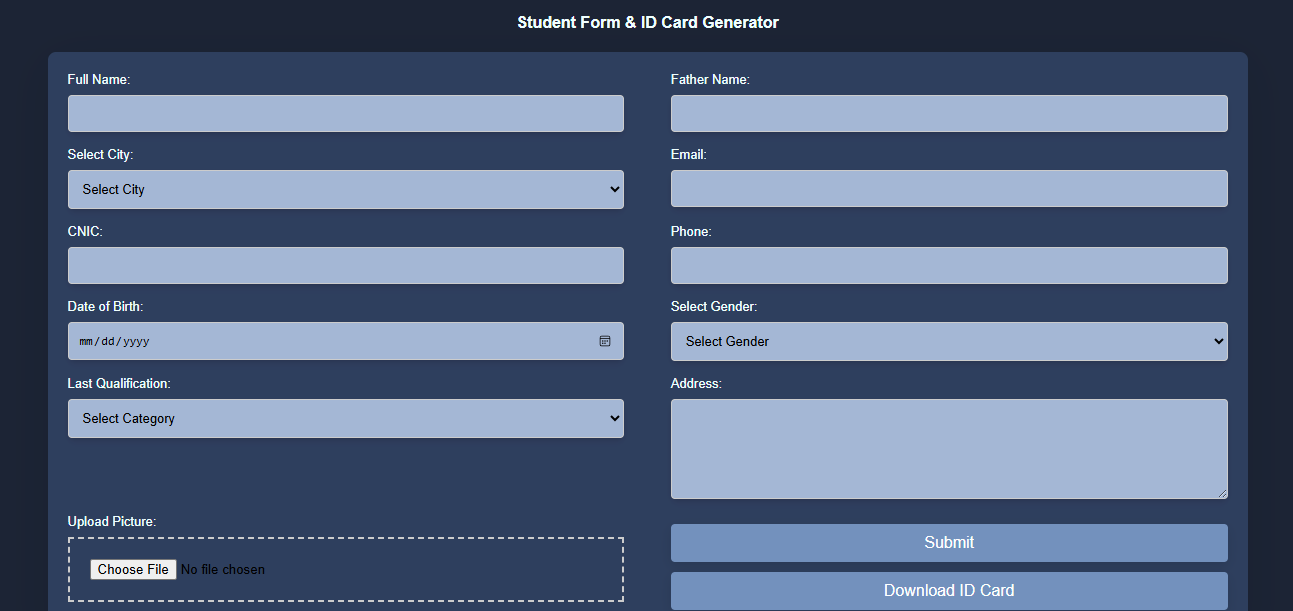 Student Form & ID Card Generator
Full Name:
Father Name:
Select City:
Email:
Select City
CNIC:
Phone:
Date of Birth:
Select Gender:
mm/dd/yyyy
Select Gender
Last Qualification:
Address:
Select Category
Upload Picture:
Submit
Choose File No file chosen
Download ID Card